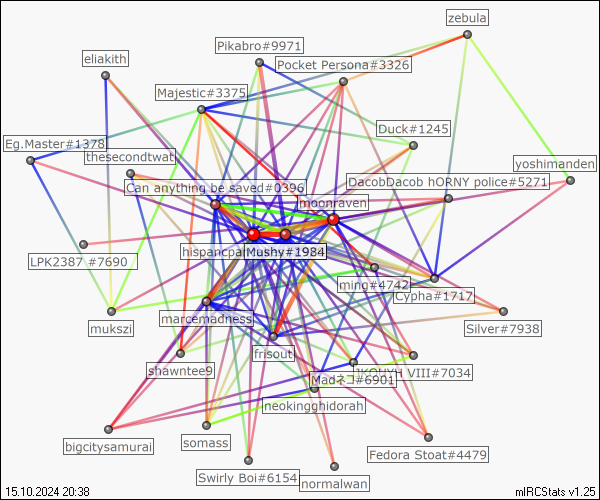 zebula
Pikabro#9971
eliakith
Pocket Persona#3326
Majestic#3375
Duck#1245
Eg.Master#1378
thesecondtwat
yoshimanden
Can anything be saved#0396
DacobDacob hORNY police#5271
moonraven
hispancpa
Mushy#1984
LPK2387 #7690
ming#4742
Cypha#1717
marcemadness
mukszi
Silver#7938
frisouti
shawntee9
VIII#7034
Madネコ#6901
neokingghidorah
somass
bigcitysamurai
Fedora Stoat#4479
Swirly Boi#6154
normalwan
15.10.2024 20:38
mIRCStats v1.25